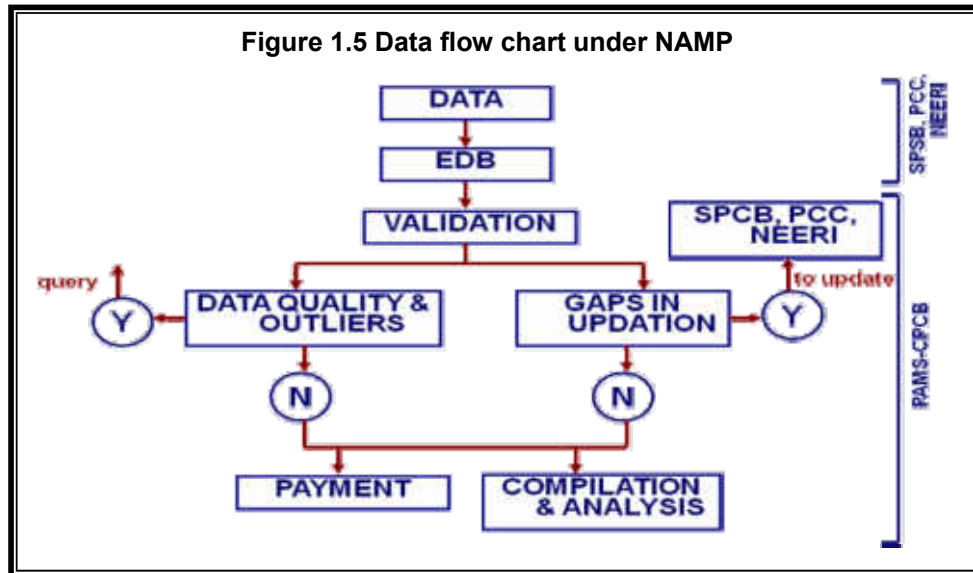 Figure 1.5 Data flow chart under NAMP
DATA
EDB
SPSB, PCC,
NEERI
VALIDATION
SPCB, PCC,
NEERI
query
Y
DATA QUALITY &
OUTLIERS
GAPS IN
UPDATION
to update
Y
N
N
PAYMENT
COMPILATION
& ANALYSIS
PAMS-CPCB